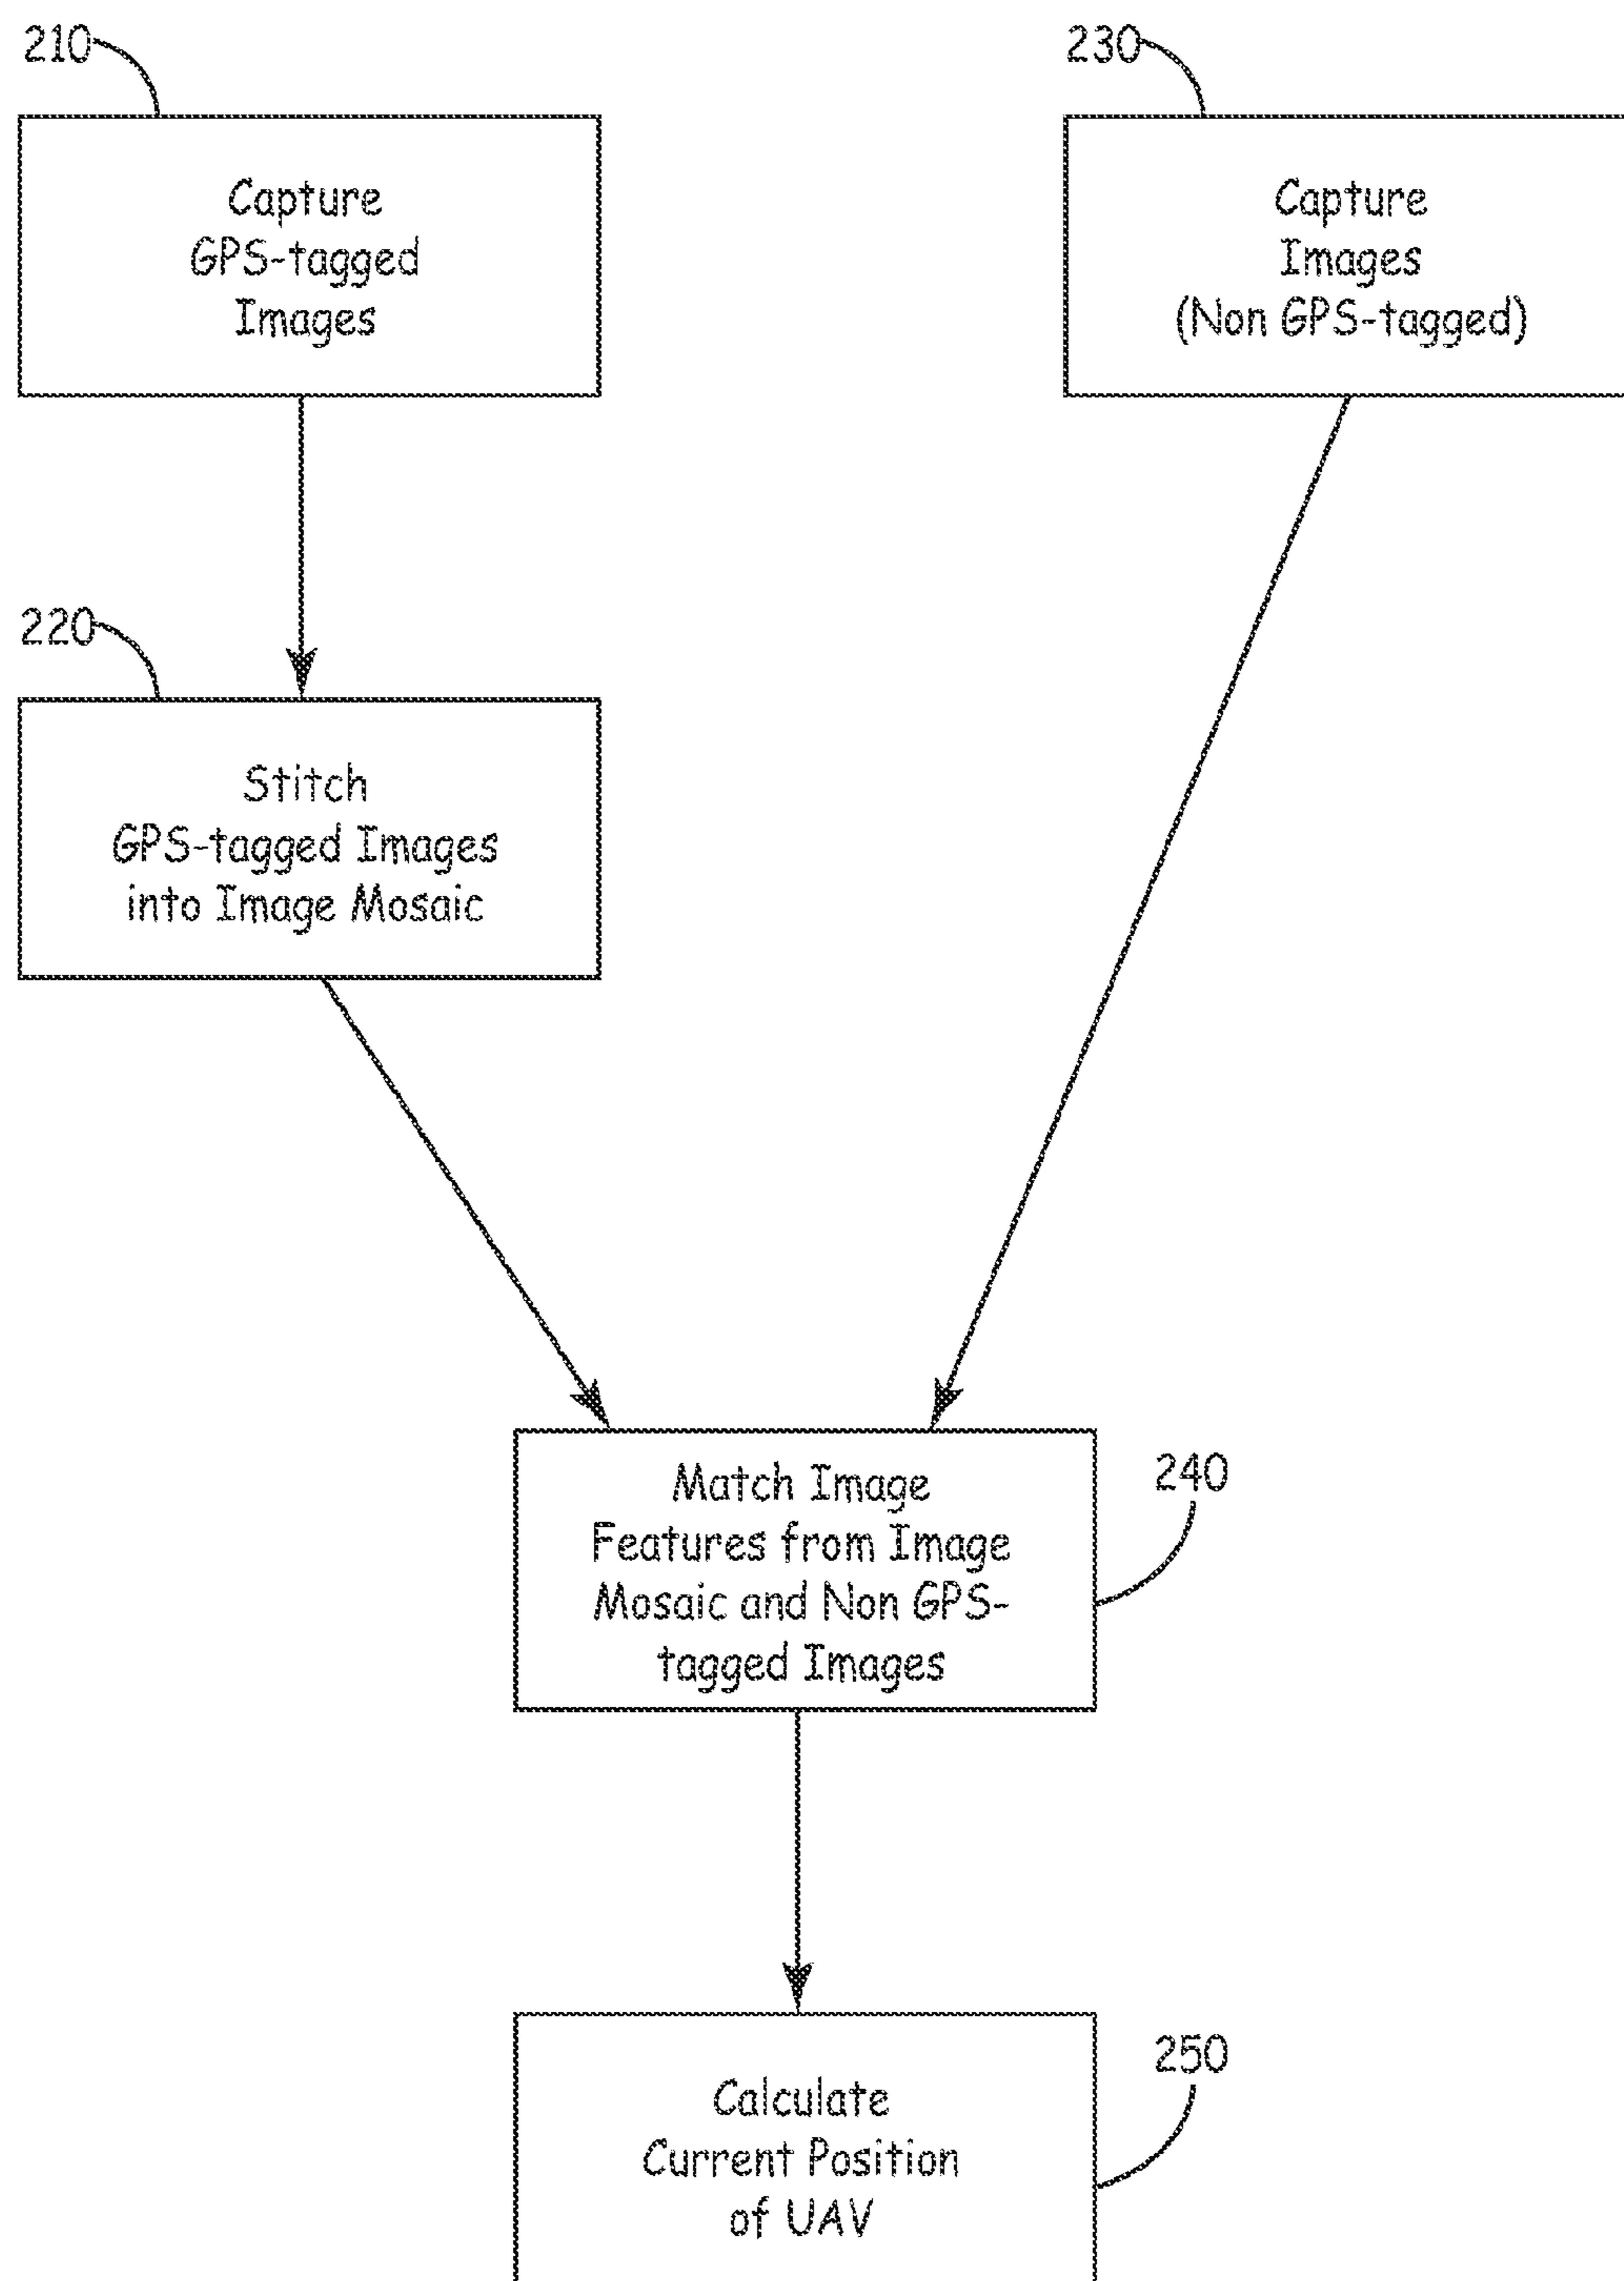 210
Capture
GPS-tagged
Images
230
Capture
Images
(Non GPS-tagged)
220
Stitch
GPS-tagged Images
into Image Mosaic
Match Image
Features from Image
Mosaic and Non GPS-
tagged Images
240
Calculate
Current Position
of UAV
250